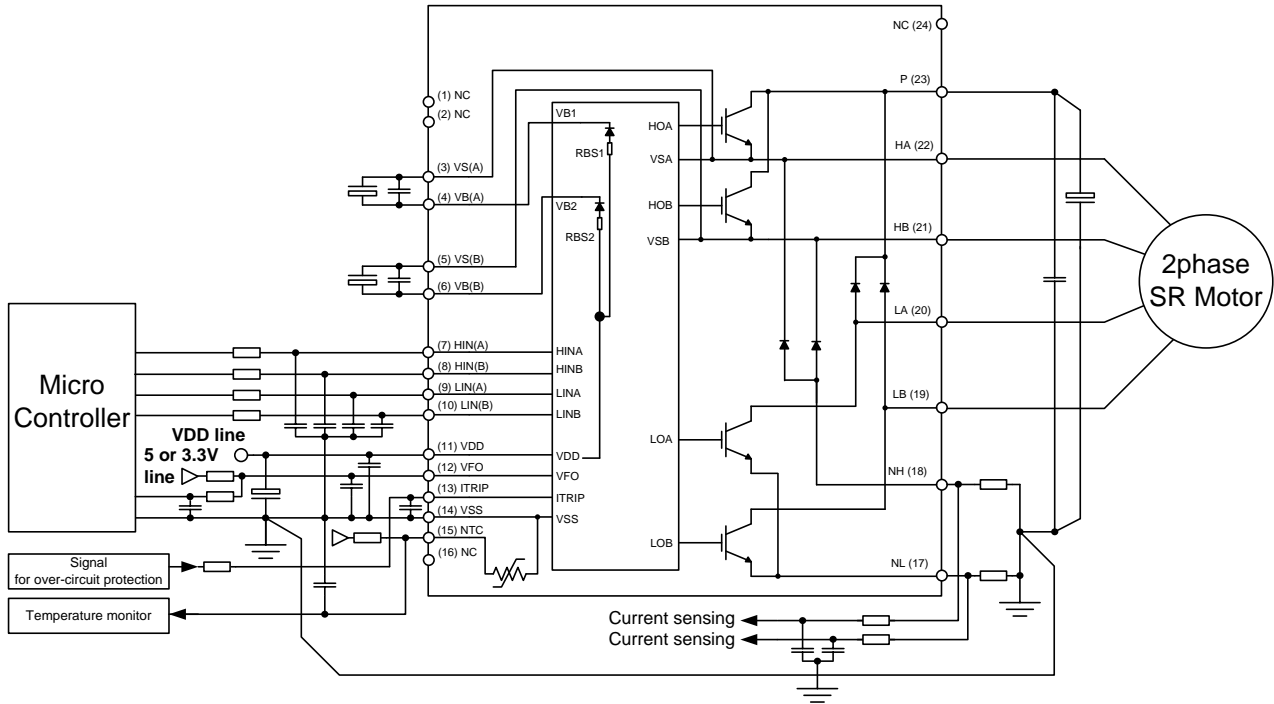 NC (24)
P (23)
HA (22)
HB (21)
LA (20)
LB (19)
NH (18)
NL (17)
(1) NC
(2) NC
(3) VS(A)
(4) VB(A)
(5) VS(B)
(6) VB(B)
(7) HIN(A)
(8) HIN(B)
(9) LIN(A)
(10) LIN(B)
(11) VDD
(12) VFO
(13) ITRIP
(14) VSS
(15) NTC
(16) NC
VB1
RBS1
VB2
RBS2
HINA
HINB
LINA
LINB
VDD
VFO
ITRIP
VSS
HOA
VSA
HOB
VSB
LOA
LOB
2phase
SR Motor
Micro
Controller
VDD line
5 or 3.3V
line
Signal
for over-circuit protection
Temperature monitor
Current sensing
Current sensing